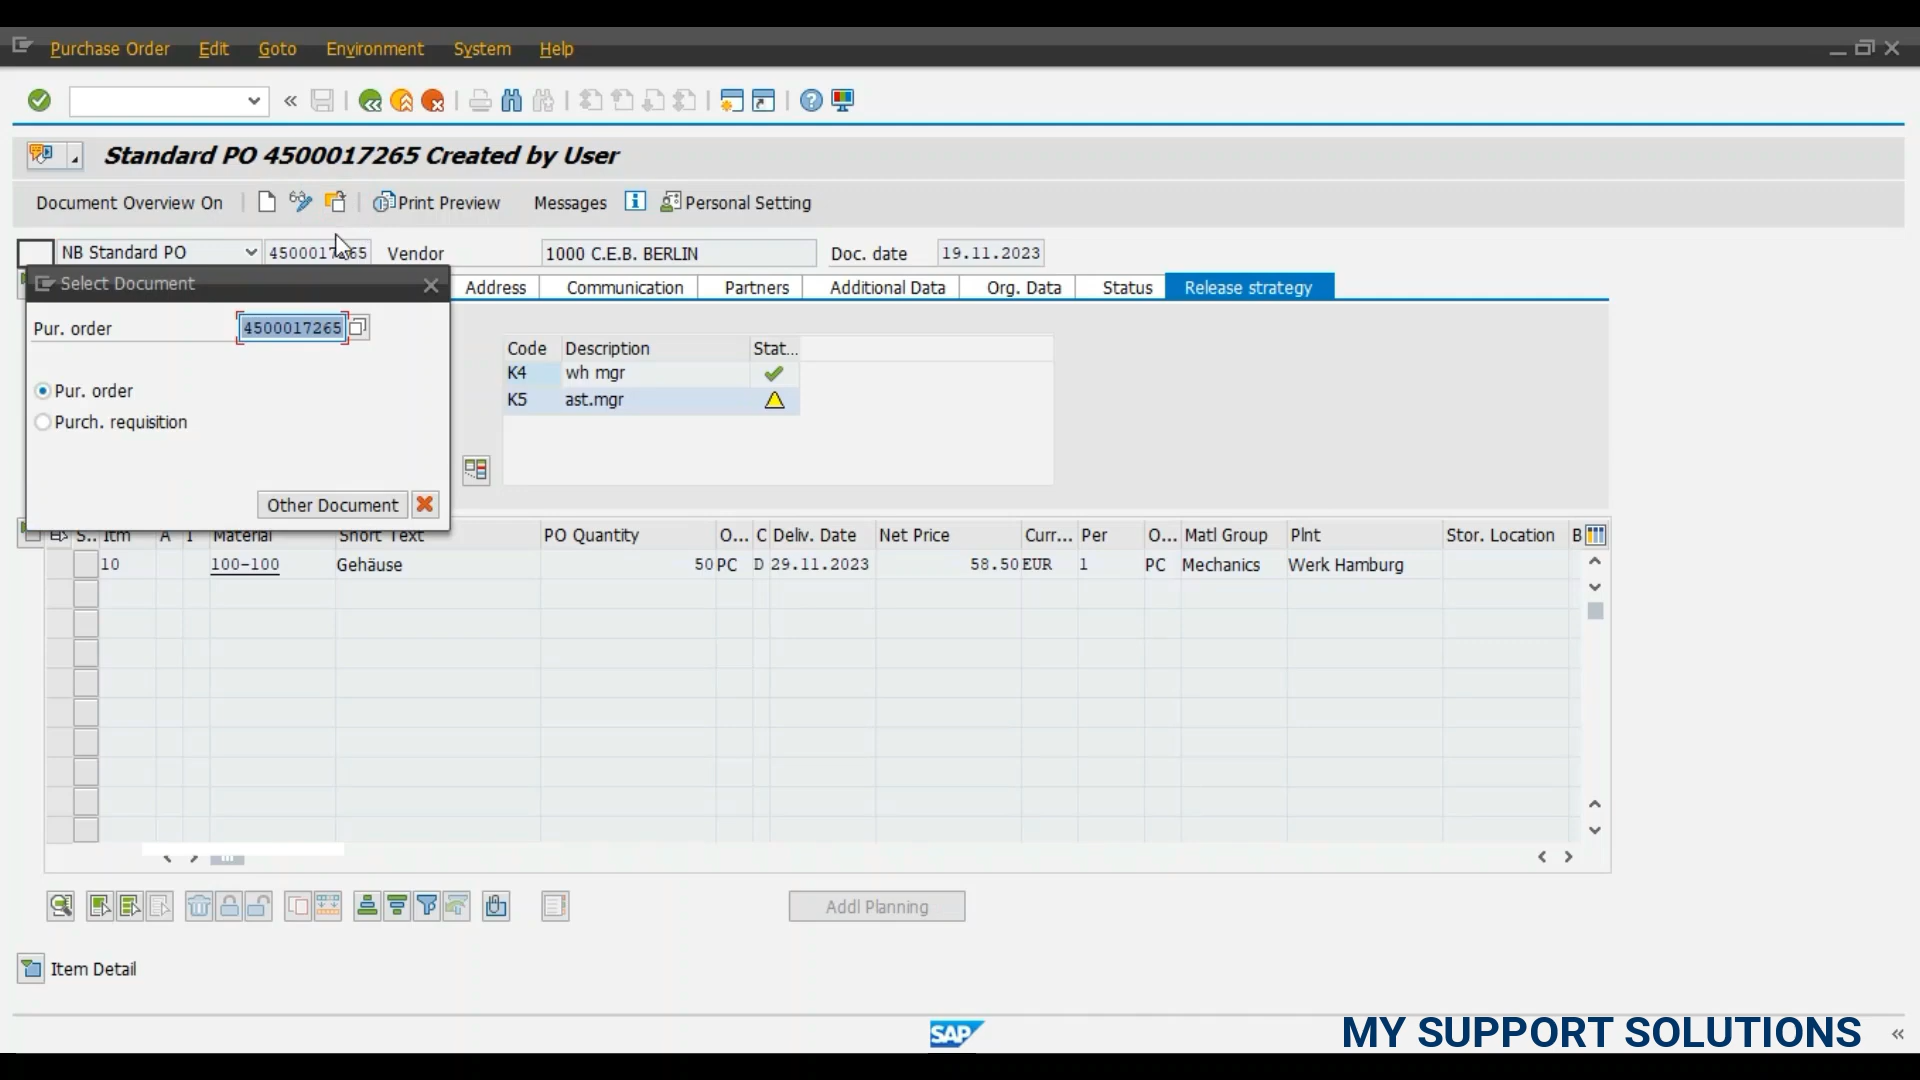 Purchase Order Edit Goto Environment System Help
Standard PO 4500017265 Created by User
Document Overview On Print Preview Messages Personal Setting
NB Standard PO 4500017265 Vendor 1000 C.E.B. BERLIN Doc. date 19.11.2023
Select Document
Address Communication Partners Additional Data Org. Data Status Release strategy
Pur. order 4500017265
Code Description Stat...
K4 wh mgr
K5 ast.mgr
Pur. order
Purch. requisition
Other Document
S.. Itm A I Material Short Text PO Quantity O... C Deliv. Date Net Price Curr... Per O... Matl Group Plnt Stor. Location B
10 100-100 Gehäuse 50 PC D 29.11.2023 58.50 EUR 1 PC Mechanics Werk Hamburg
Addl Planning
Item Detail
SAP
MY SUPPORT SOLUTIONS